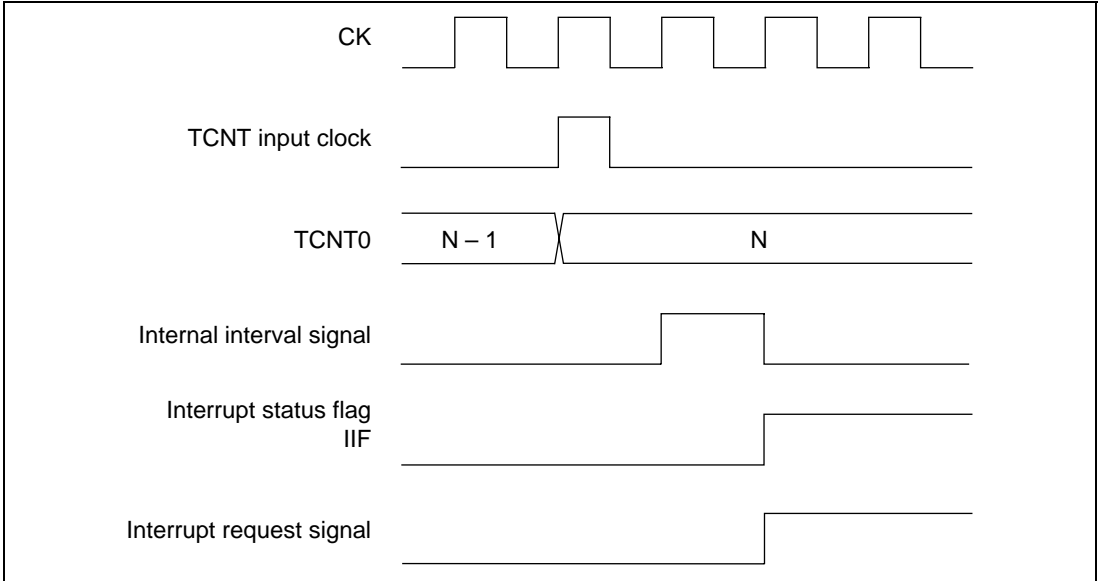 CK
TCNT input clock
TCNT0
N – 1
N
Internal interval signal
Interrupt status flag
IIF
Interrupt request signal